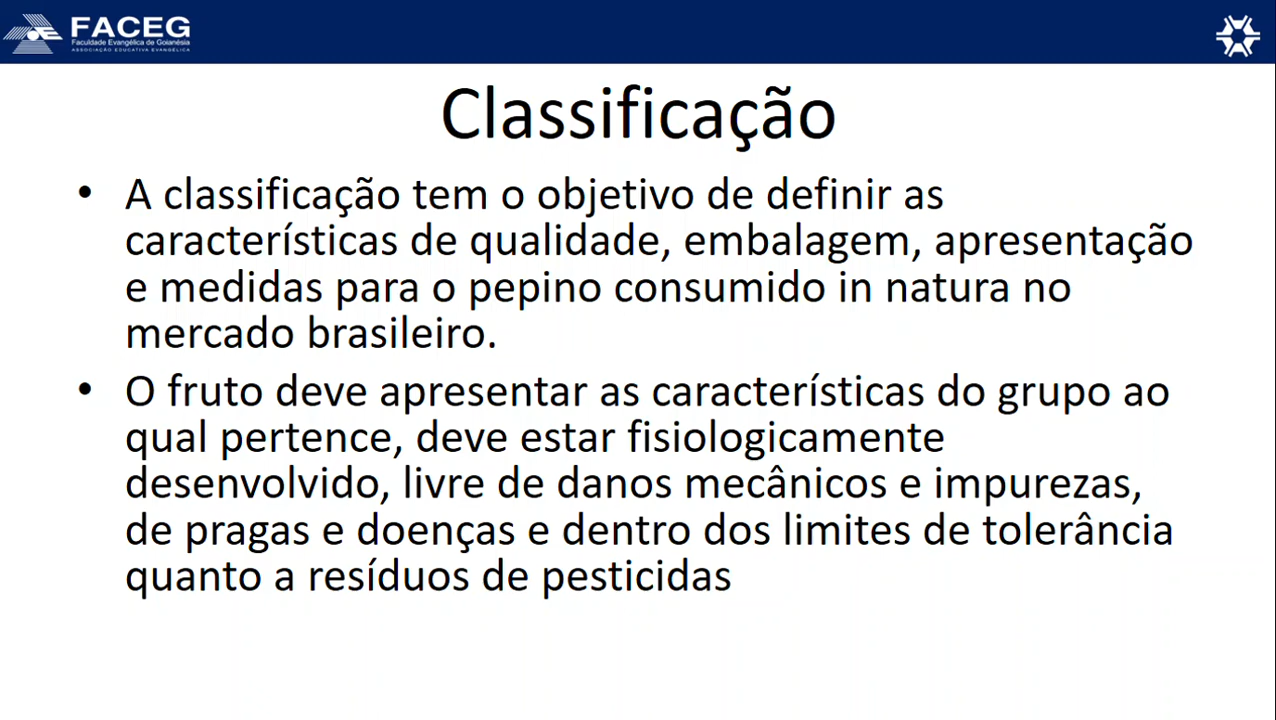 FACEG
Faculdade Evangélica de Goianésia
ASSOCIAÇÃO EDUCATIVA EVANGÉLICA
Classificação
• A classificação tem o objetivo de definir as
características de qualidade, embalagem, apresentação
e medidas para o pepino consumido in natura no
mercado brasileiro.
• O fruto deve apresentar as características do grupo ao
qual pertence, deve estar fisiologicamente
desenvolvido, livre de danos mecânicos e impurezas,
de pragas e doenças e dentro dos limites de tolerância
quanto a resíduos de pesticidas